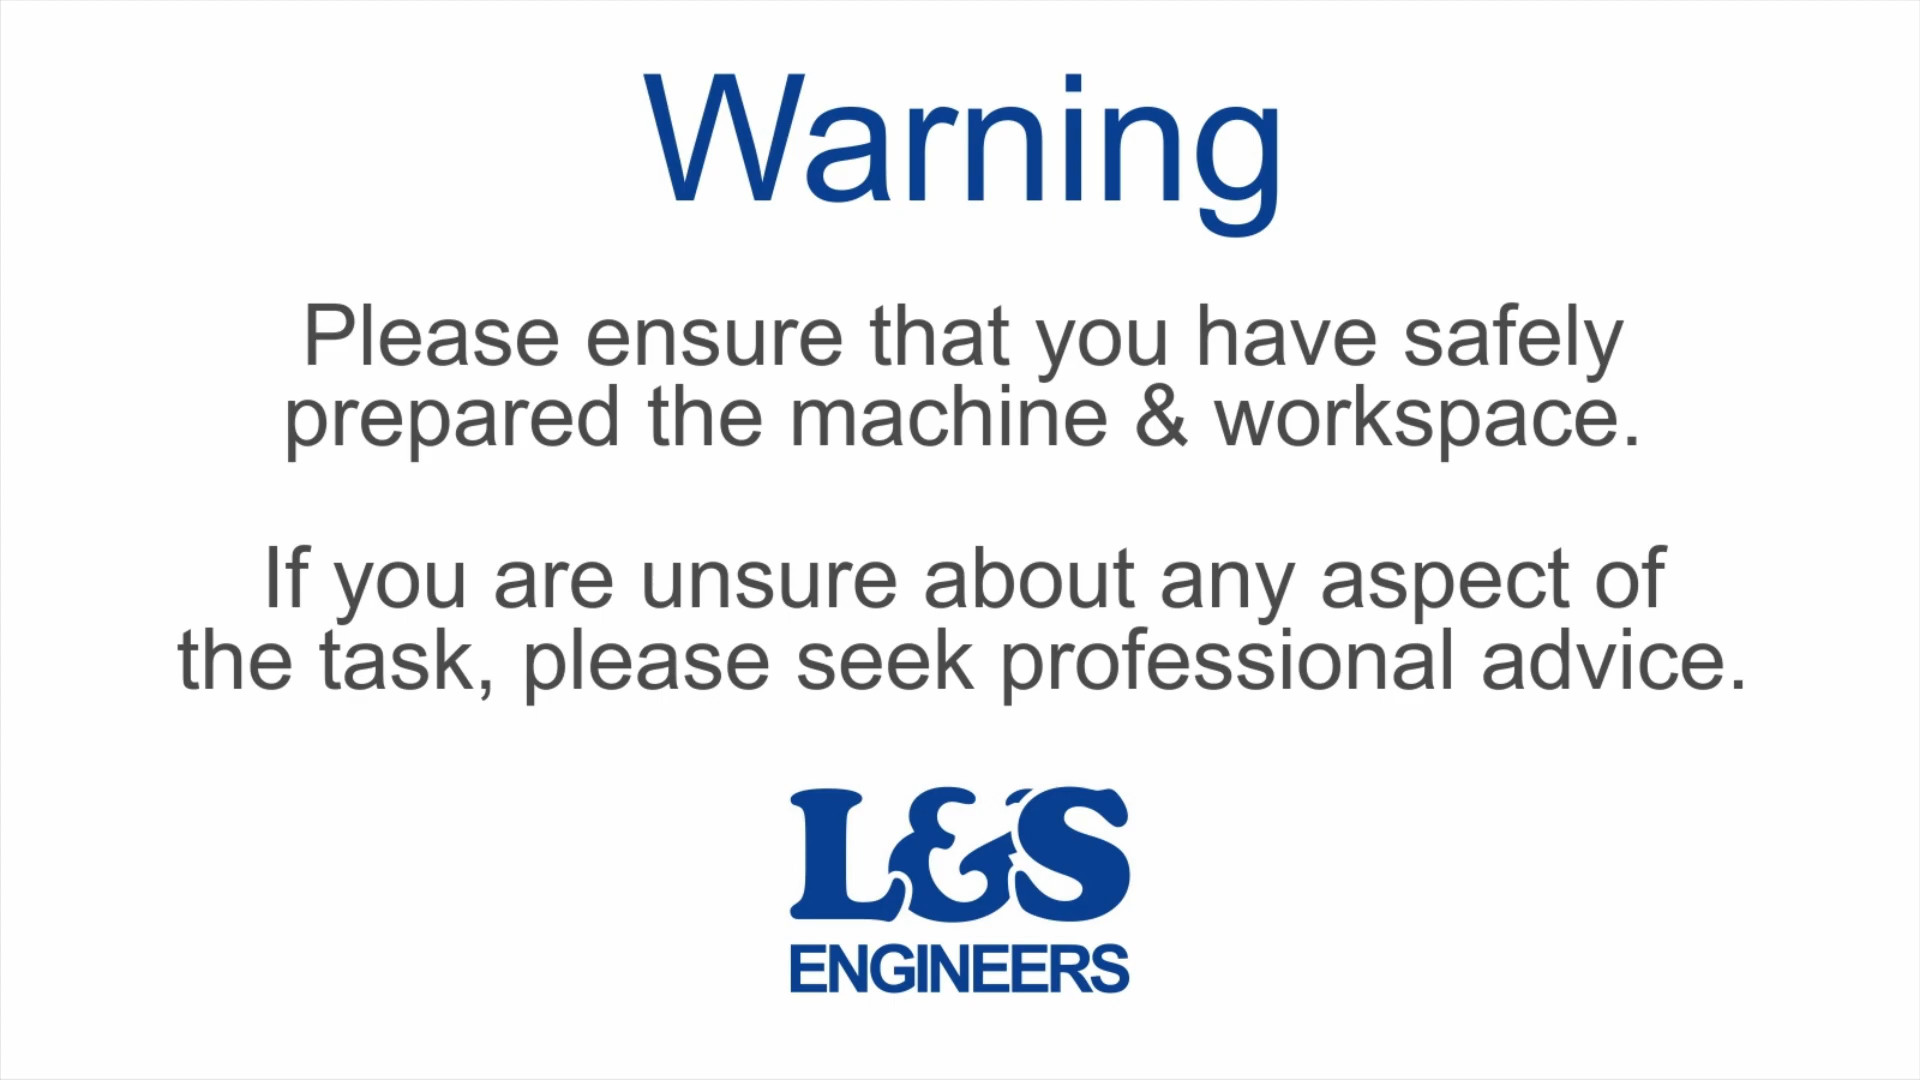 Warning
Please ensure that you have safely
prepared the machine & workspace.
If you are unsure about any aspect of
the task, please seek professional advice.
L&S
ENGINEERS